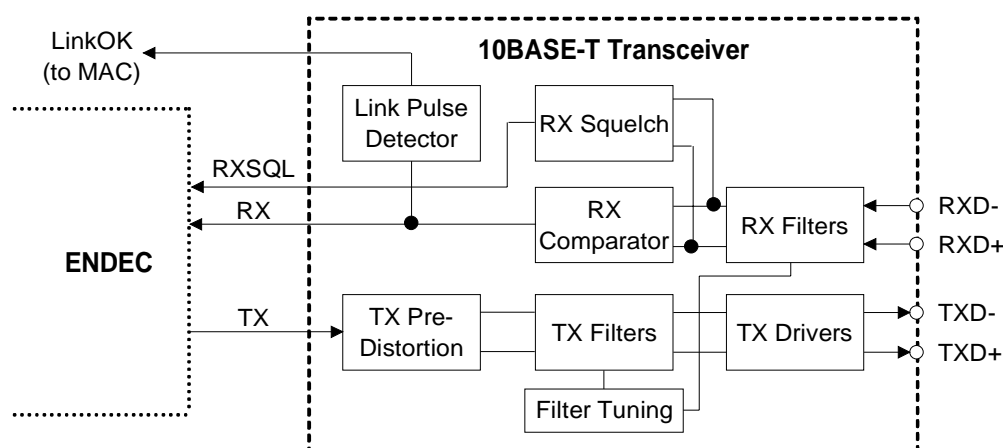 LinkOK
(to MAC)
10BASE-T Transceiver
Link Pulse
Detector
RX Squelch
RXSQL
RX
RX
Comparator
RX Filters
RXD-
RXD+
ENDEC
TX
TX Pre-
Distortion
TX Filters
TX Drivers
TXD-
TXD+
Filter Tuning